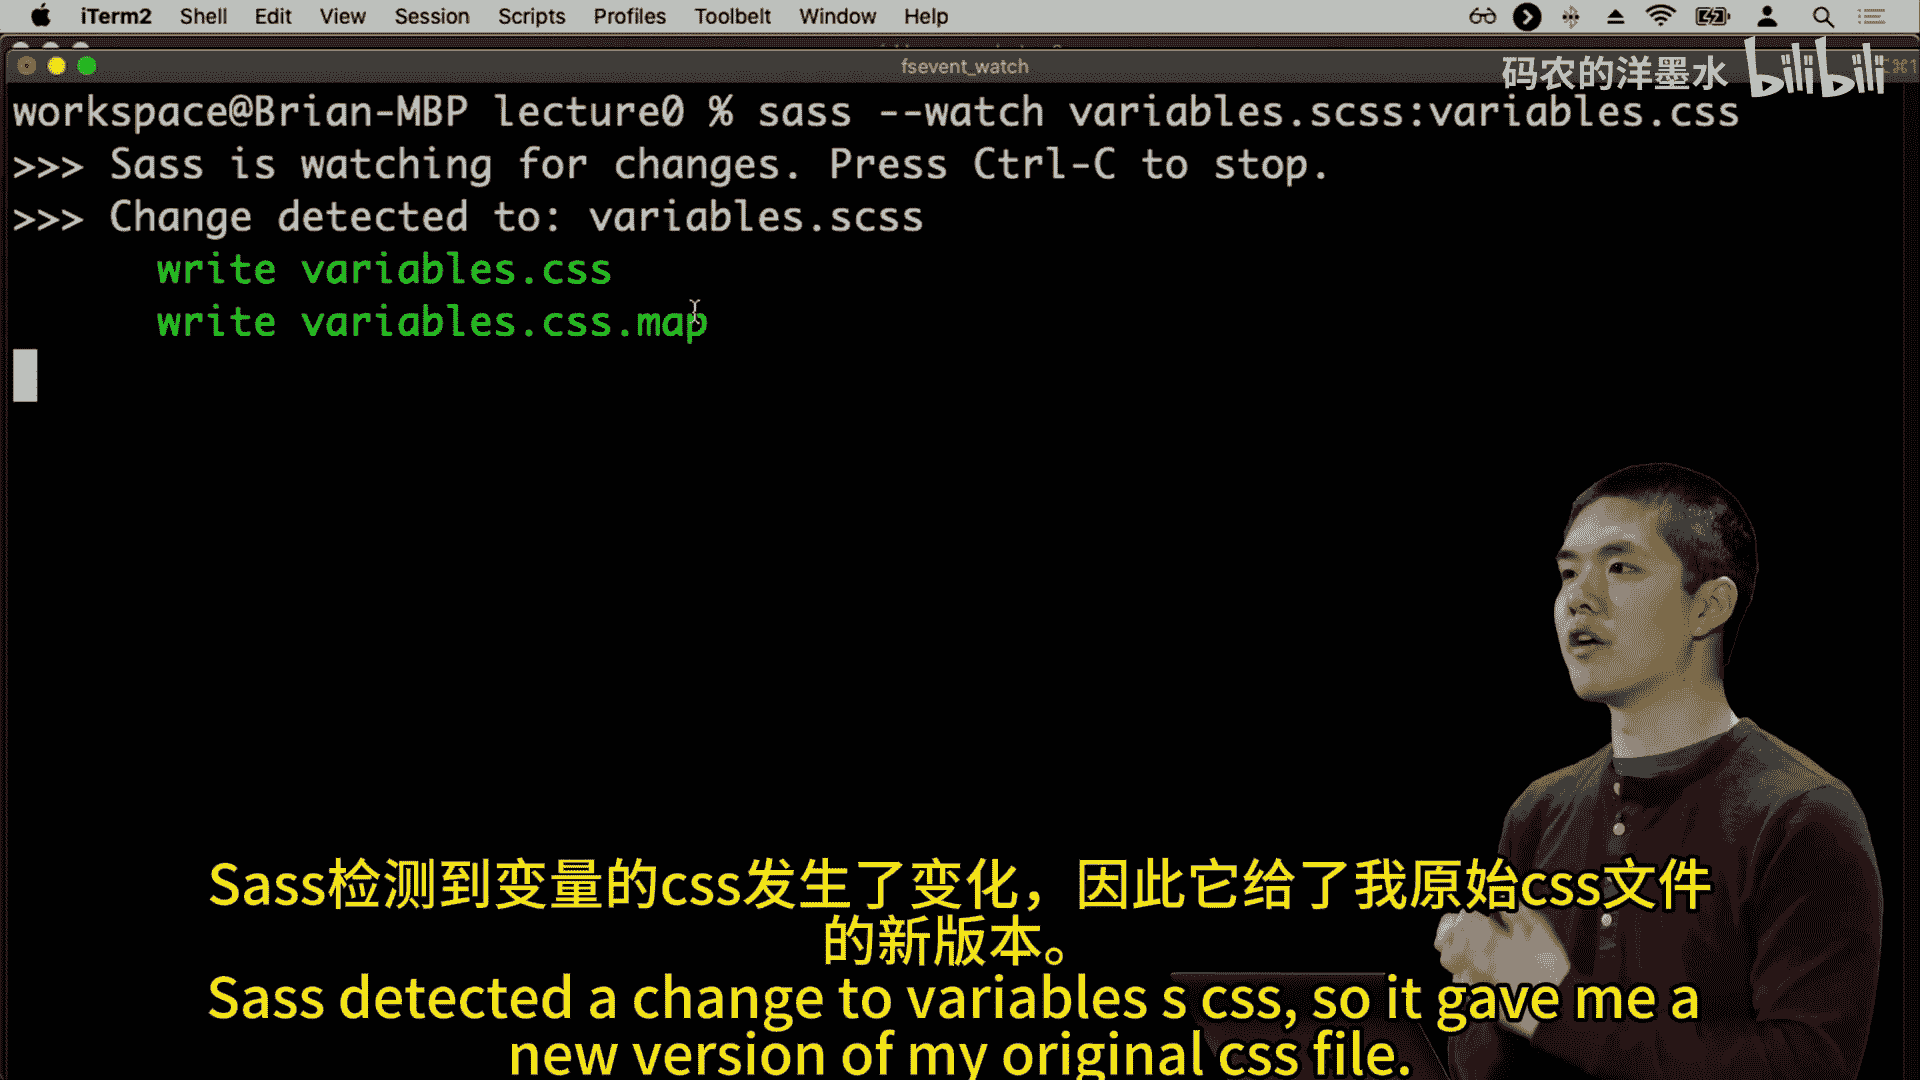 iTerm2 Shell Edit View Session Scripts Profiles Toolbelt Window Help
fsevent_watch
码农的洋墨水 bilibili
⌘1
workspace@Brian-MBP lecture0 % sass --watch variables.scss:variables.css
>>> Sass is watching for changes. Press Ctrl-C to stop.
>>> Change detected to: variables.scss
write variables.css
write variables.css.map
Sass检测到变量的css发生了变化，因此它给了我原始css文件
的新版本。
Sass detected a change to variables s css, so it gave me a
new version of my original css file.